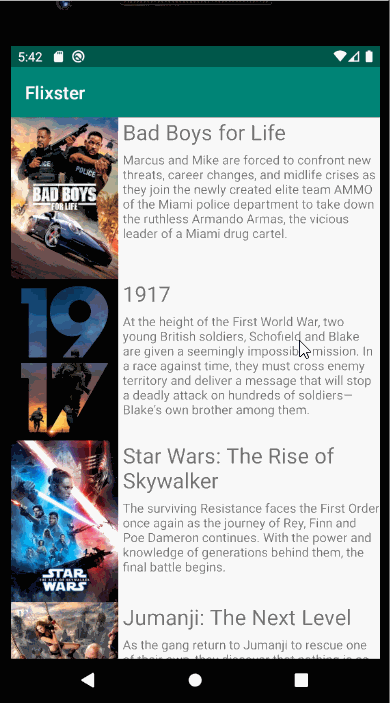 5:42
Flixster
Bad Boys for Life
Marcus and Mike are forced to confront new
threats, career changes, and midlife crises as
they join the newly created elite team AMMO
of the Miami police department to take down
the ruthless Armando Armas, the vicious
leader of a Miami drug cartel.
POLICE
POLICE
BAD BOYS
FOR LIFE
1917
At the height of the First World War, two
young British soldiers, Schofield and Blake
are given a seemingly impossible mission. In
a race against time, they must cross enemy
territory and deliver a message that will stop
a deadly attack on hundreds of soldiers—
Blake's own brother among them.
19
17
Star Wars: The Rise of
Skywalker
The surviving Resistance faces the First Order
once again as the journey of Rey, Finn and
Poe Dameron continues. With the power and
knowledge of generations behind them, the
final battle begins.
STAR
WARS
Jumanji: The Next Level
As the gang return to Jumanji to rescue one
of their own, they discover that nothing is as